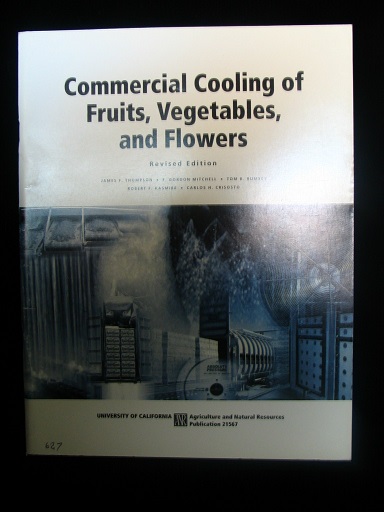 Commercial Cooling of
Fruits, Vegetables,
and Flowers
Revised Edition
JAMES F. THOMPSON • F. GORDON MITCHELL • TOM R. RUMSEY
ROBERT F. KASMIRE • CARLOS H. CRISOSTO
UNIVERSITY OF CALIFORNIA ANR Agriculture and Natural Resources
Publication 21567